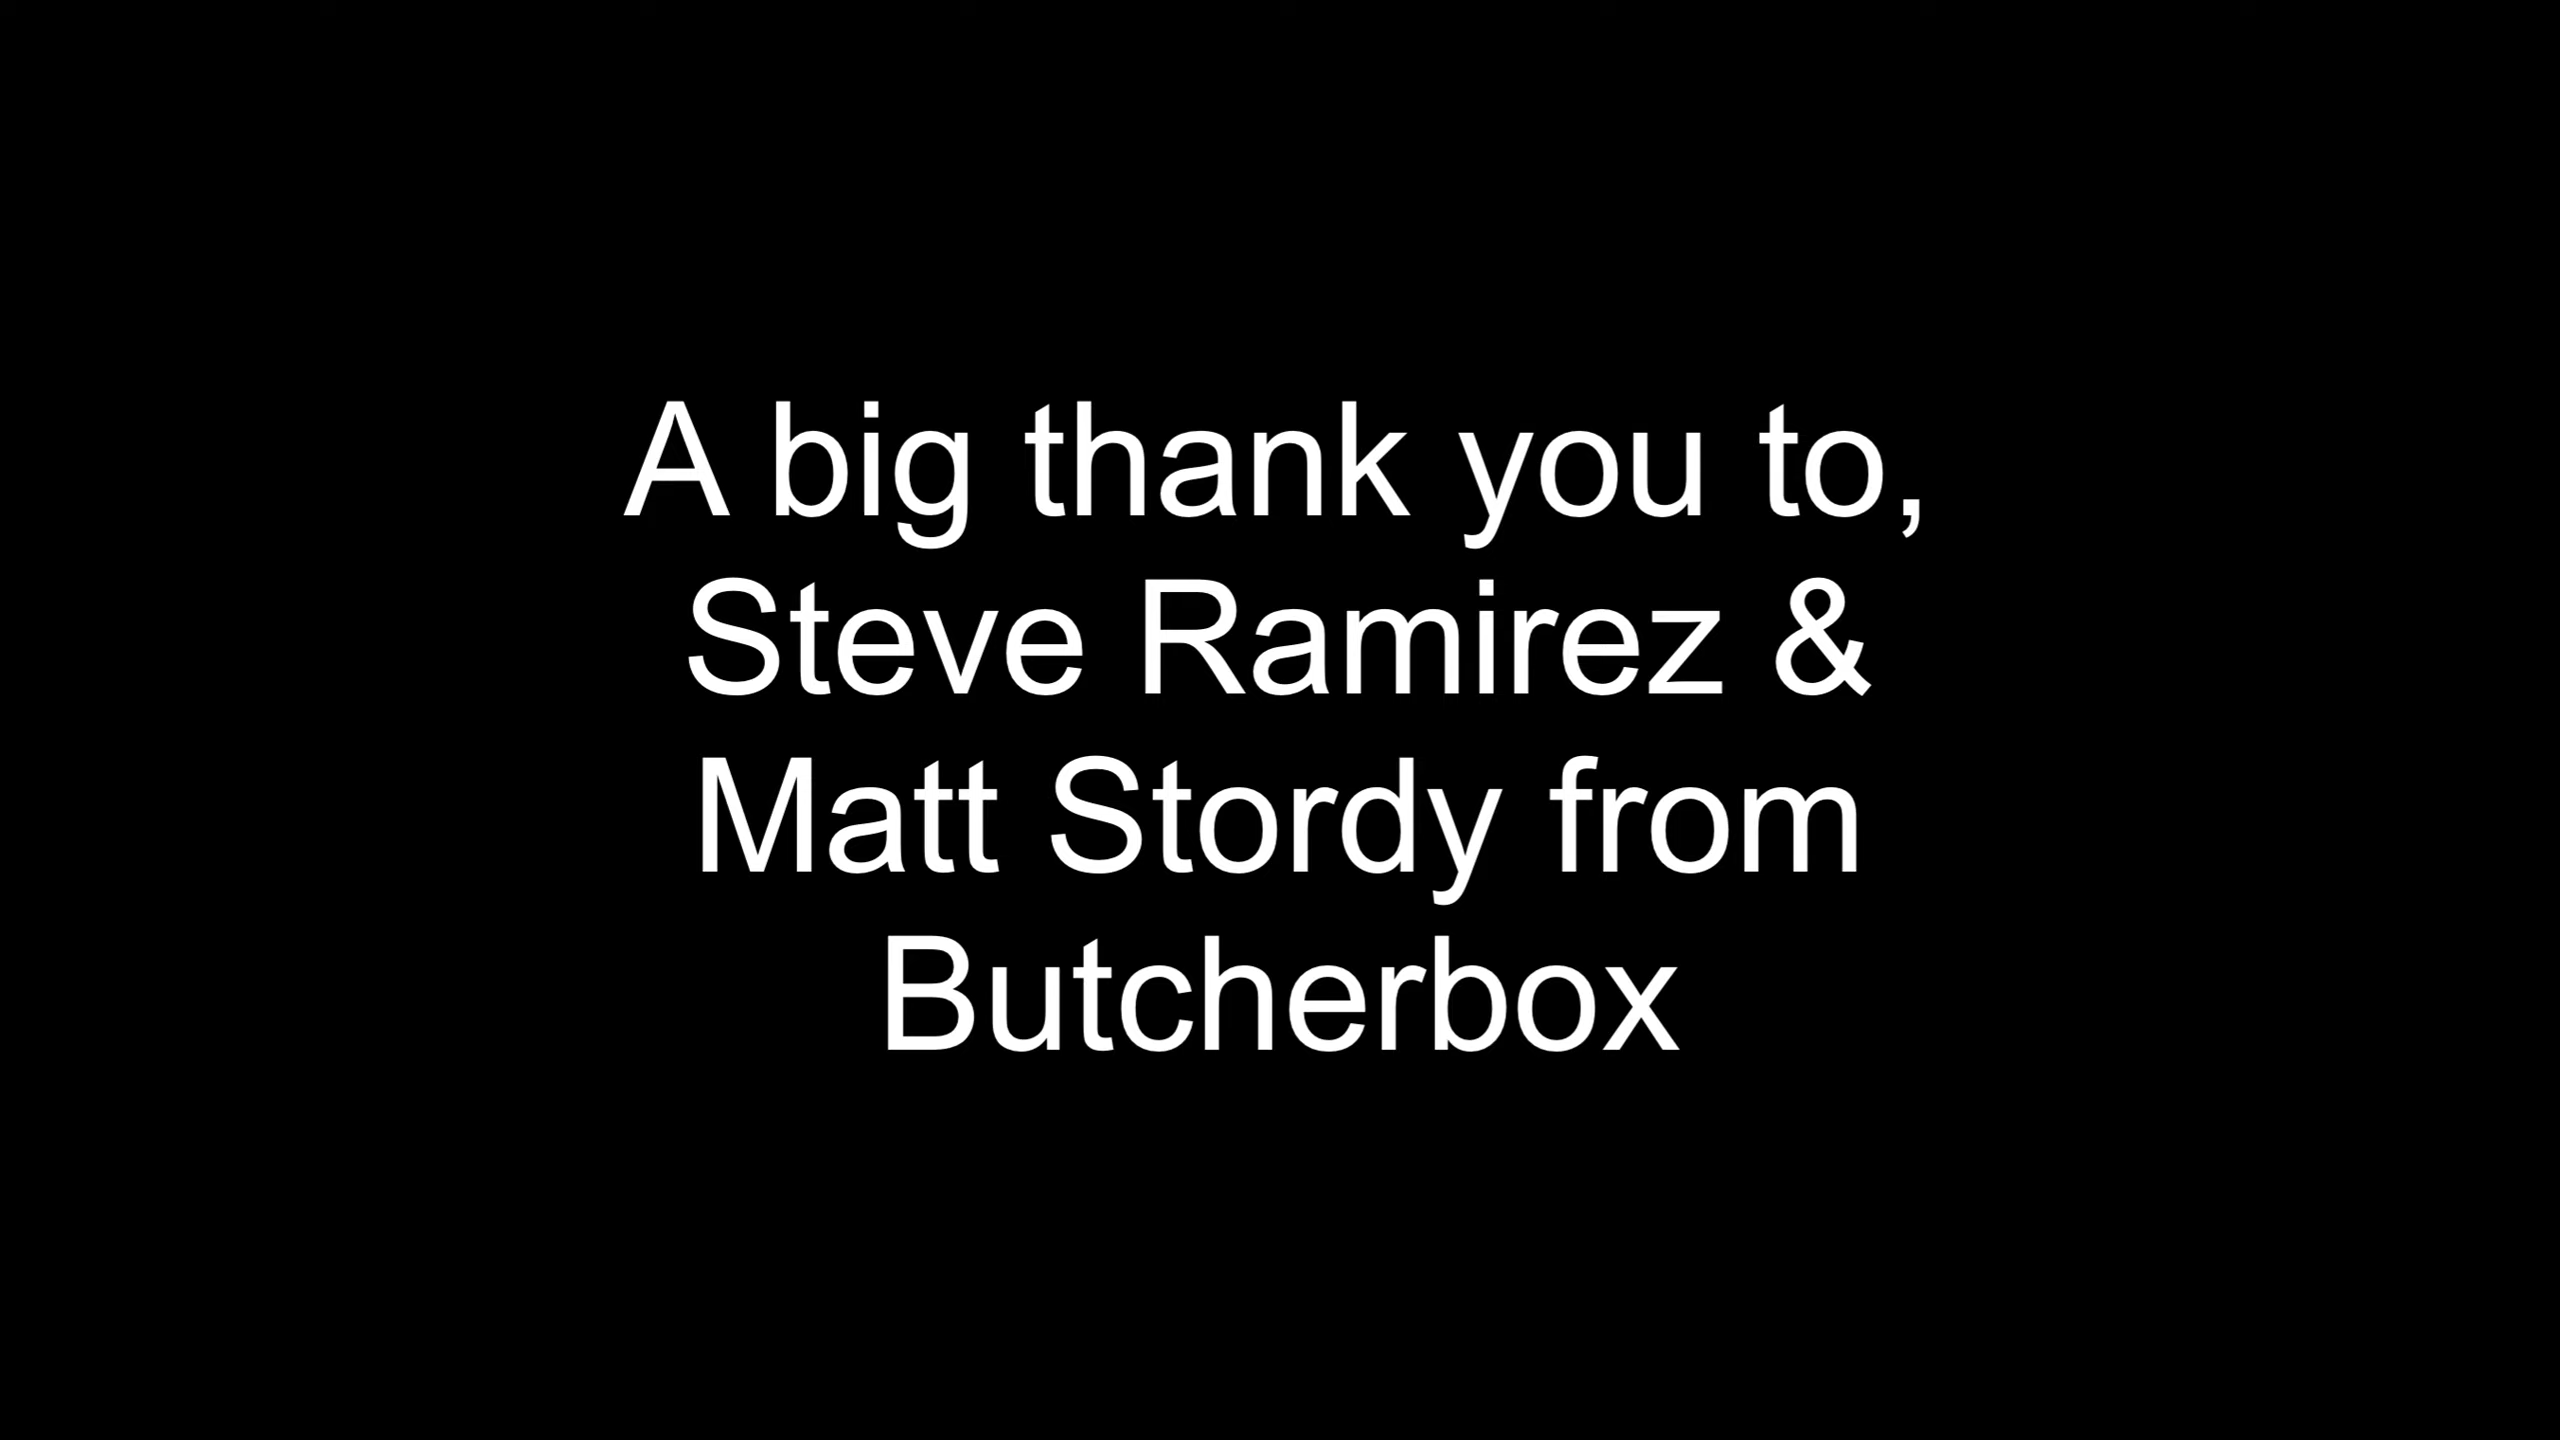 A big thank you to,
Steve Ramirez &
Matt Stordy from
Butcherbox